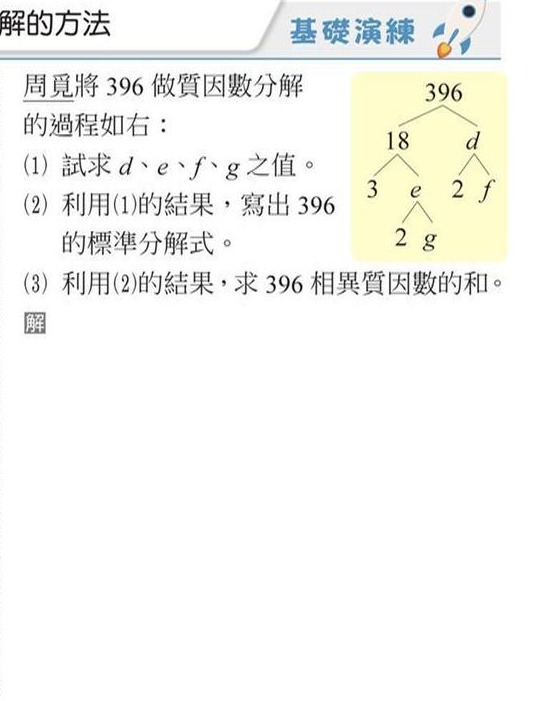 解的方法
基礎演練
周覓將 396 做質因數分解
的過程如右：
⑴ 試求 d、e、f、g 之值。
⑵ 利用⑴的結果，寫出 396
的標準分解式。
⑶ 利用⑵的結果，求 396 相異質因數的和。
396
18 d
3 e 2 f
2 g
解